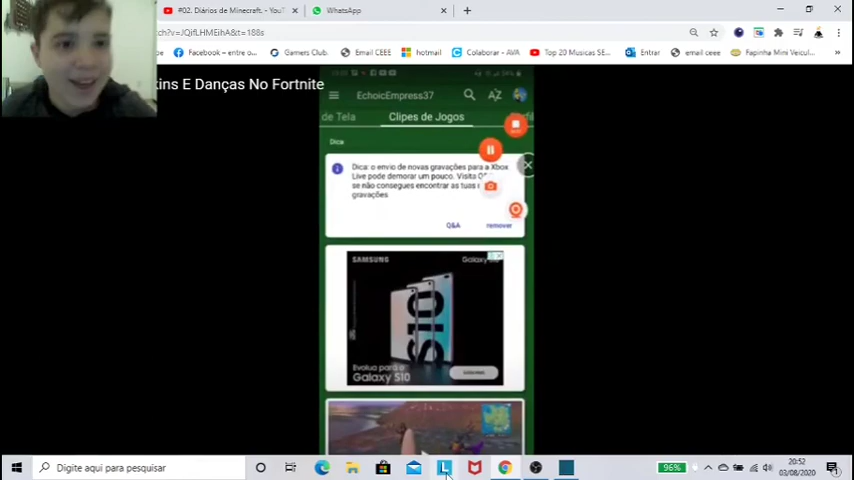 #02. Diários de Minecraft. - YouT
WhatsApp
ch?v=JQifLHMEihA&t=188s
Facebook – entre o...
Gamers Club.
Email CEEE
hotmail
Colaborar - AVA
Top 20 Musicas SE...
Entrar
email ceee
Fapinha Mini Veicul...
kins E Danças No Fortnite
EchoicEmpress37
de Tela
Clipes de Jogos
Dica
Dica: o envio de novas gravações para a Xbox
Live pode demorar um pouco. Visita
se não consegues encontrar as tuas
gravações
Q&A
remover
SAMSUNG
Galaxy
S10
Evolua para o
Galaxy S10
Digite aqui para pesquisar
L
96%
20:52
03/08/2020